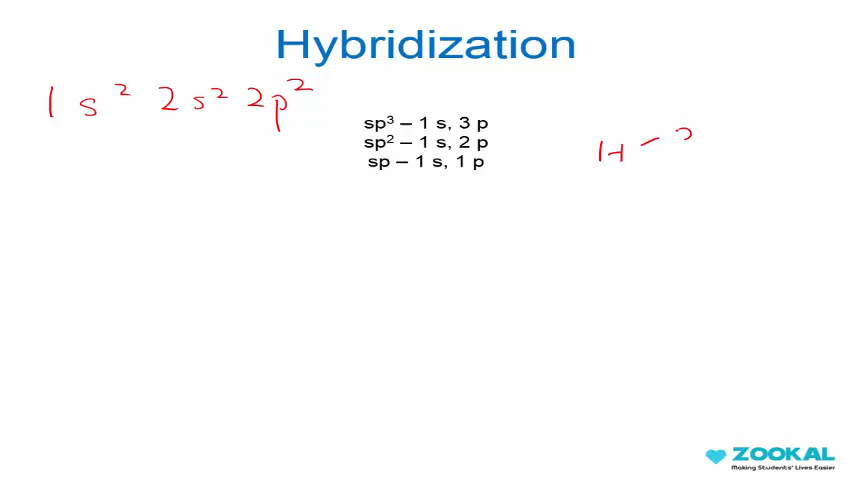 Hybridization
1s² 2s² 2p²
sp³ – 1 s, 3 p
sp² – 1 s, 2 p
sp – 1 s, 1 p
H –
ZOOKAL
Making Students' Lives Easier